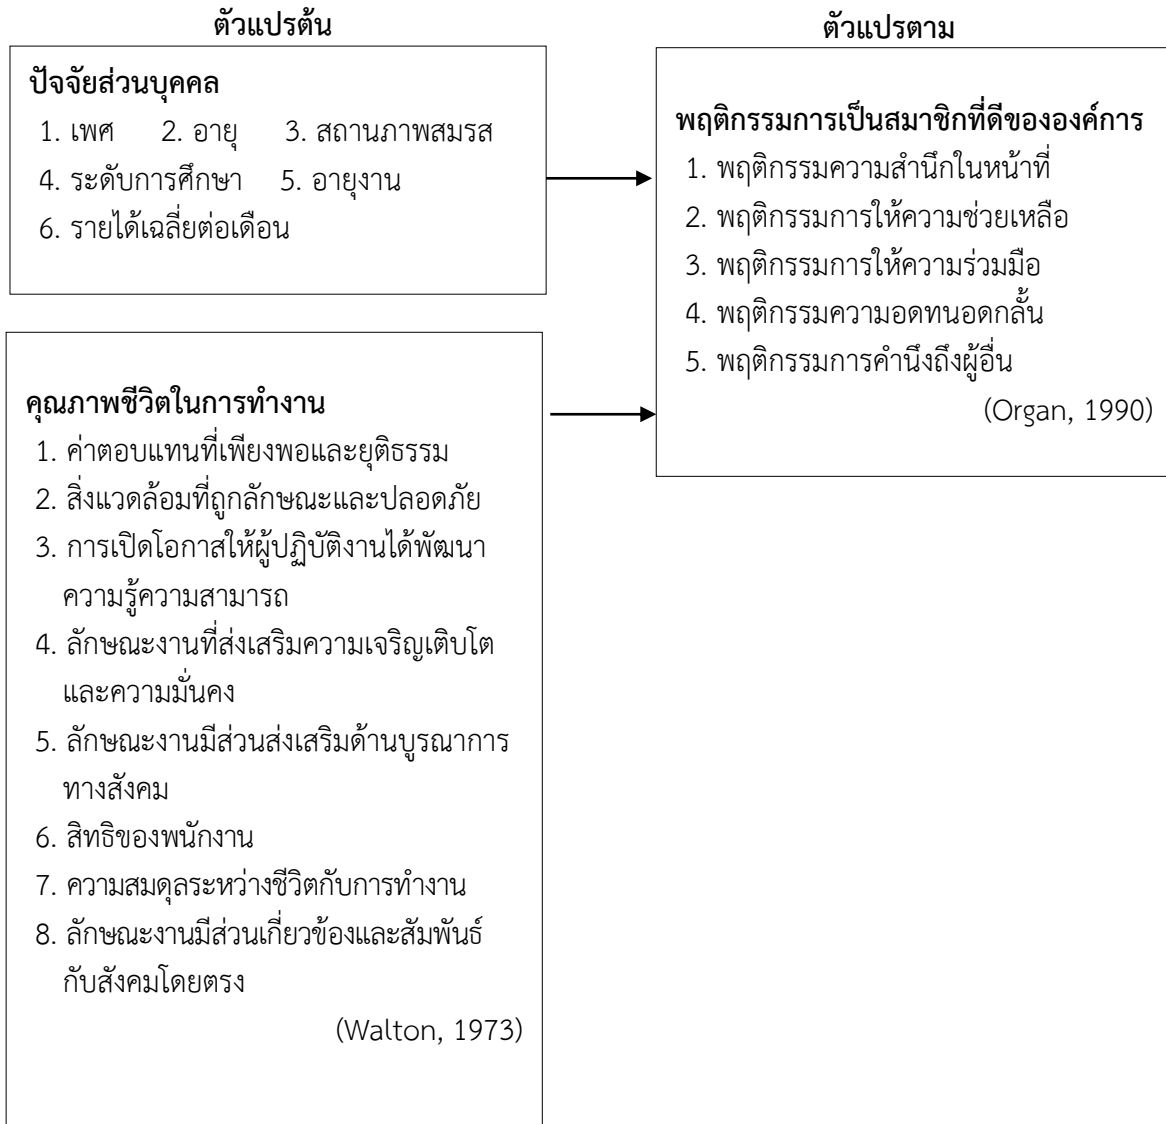 ตัวแปรต้น
ปัจจัยส่วนบุคคล
1. เพศ 2. อายุ 3. สถานภาพสมรส
4. ระดับการศึกษา 5. อายุงาน
6. รายได้เฉลี่ยต่อเดือน
คุณภาพชีวิตในการทำงาน
1. ค่าตอบแทนที่เพียงพอและยุติธรรม
2. สิ่งแวดล้อมที่ถูกลักษณะและปลอดภัย
3. การเปิดโอกาสให้ผู้ปฏิบัติงานได้พัฒนา
ความรู้ความสามารถ
4. ลักษณะงานที่ส่งเสริมความเจริญเติบโต
และความมั่นคง
5. ลักษณะงานมีส่วนส่งเสริมด้านบูรณาการ
ทางสังคม
6. สิทธิของพนักงาน
7. ความสมดุลระหว่างชีวิตกับการทำงาน
8. ลักษณะงานมีส่วนเกี่ยวข้องและสัมพันธ์
กับสังคมโดยตรง
(Walton, 1973)
ตัวแปรตาม
พฤติกรรมการเป็นสมาชิกที่ดีขององค์การ
1. พฤติกรรมความสำนึกในหน้าที่
2. พฤติกรรมการให้ความช่วยเหลือ
3. พฤติกรรมการให้ความร่วมมือ
4. พฤติกรรมความอดทนอดกลั้น
5. พฤติกรรมการคำนึงถึงผู้อื่น
(Organ, 1990)